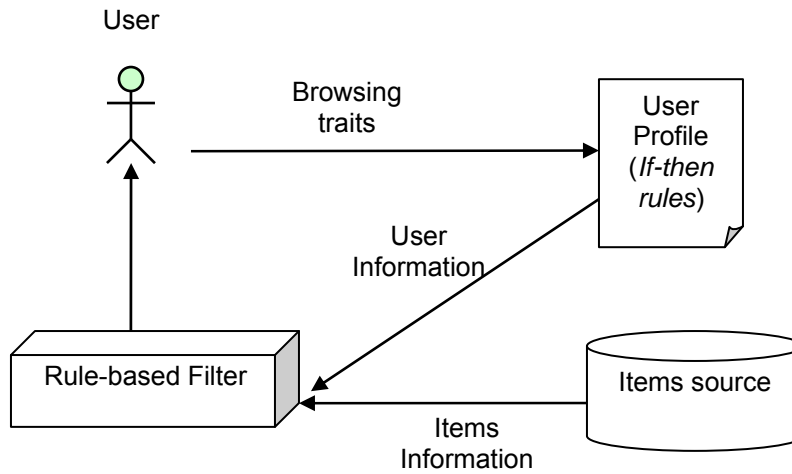 User
Browsing
traits
User
Profile
(If-then
rules)
User
Information
Rule-based Filter
Items source
Items
Information